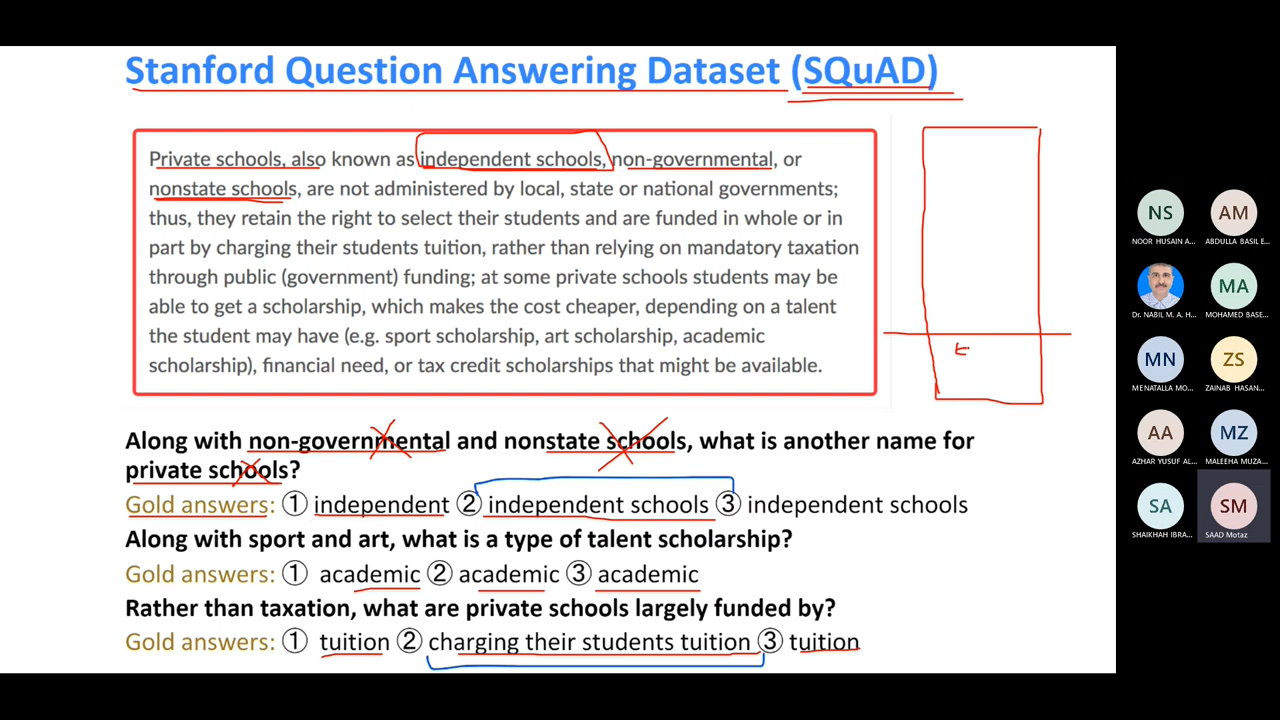 Stanford Question Answering Dataset (SQuAD)
Private schools, also known as independent schools, non-governmental, or
nonstate schools, are not administered by local, state or national governments;
thus, they retain the right to select their students and are funded in whole or in
part by charging their students tuition, rather than relying on mandatory taxation
through public (government) funding; at some private schools students may be
able to get a scholarship, which makes the cost cheaper, depending on a talent
the student may have (e.g. sport scholarship, art scholarship, academic
scholarship), financial need, or tax credit scholarships that might be available.
Along with non-governmental and nonstate schools, what is another name for
private schools?
Gold answers: ① independent ② independent schools ③ independent schools
Along with sport and art, what is a type of talent scholarship?
Gold answers: ① academic ② academic ③ academic
Rather than taxation, what are private schools largely funded by?
Gold answers: ① tuition ② charging their students tuition ③ tuition
NS
NOOR HUSAIN A...
AM
ABDULLA BASIL E...
Dr. NABIL M. A. H...
MA
MOHAMED BASE...
MN
MENATALLA MO...
ZS
ZAINAB HASAN...
AA
AZHAR YUSUF AL...
MZ
MALEEHA MUZA...
SA
SHAIKHAH IBRA...
SM
SAAD Motaz